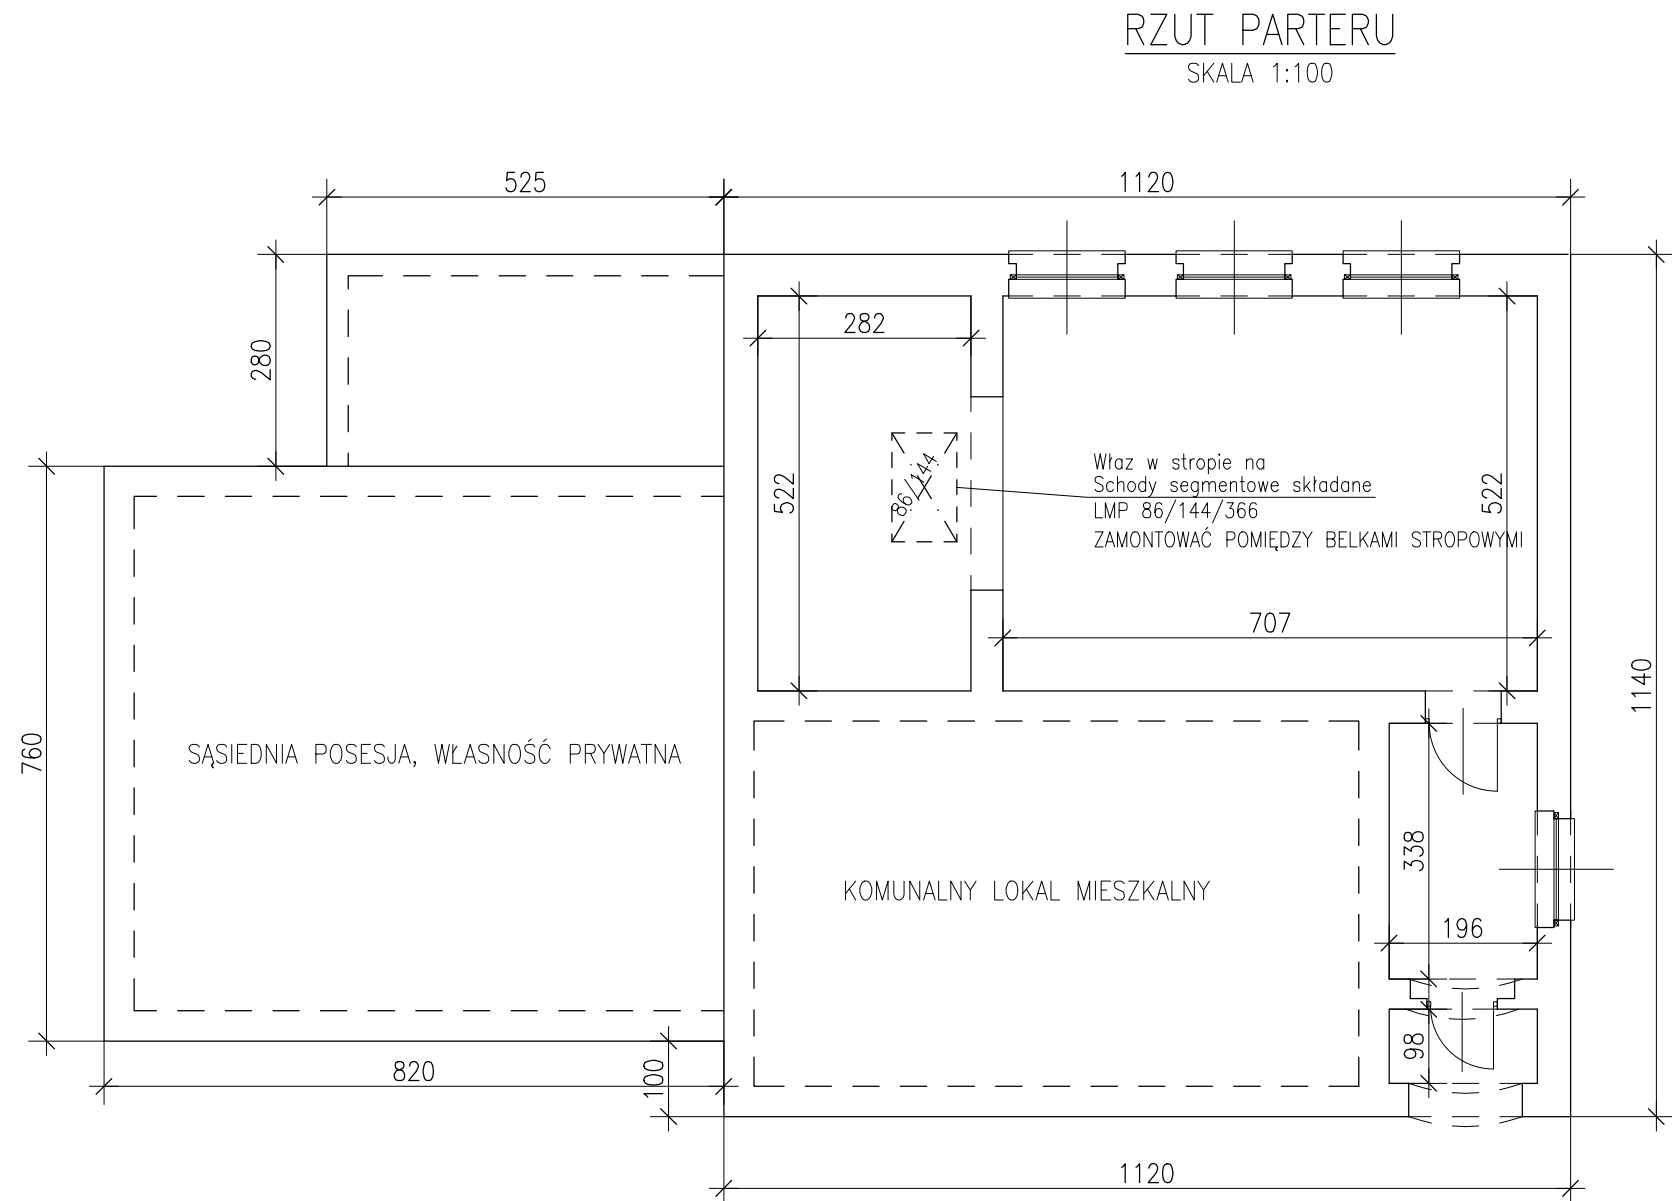 RZUT PARTERU
SKALA 1:100
525
1120
282
280
86/144
522
Właz w stropie na
Schody segmentowe składane
LMP 86/144/366
ZAMONTOWAĆ POMIĘDZY BELKAMI STROPOWYMI
522
707
1140
760
SĄSIEDNIA POSESJA, WŁASNOŚĆ PRYWATNA
KOMUNALNY LOKAL MIESZKALNY
338
196
98
820
100
1120